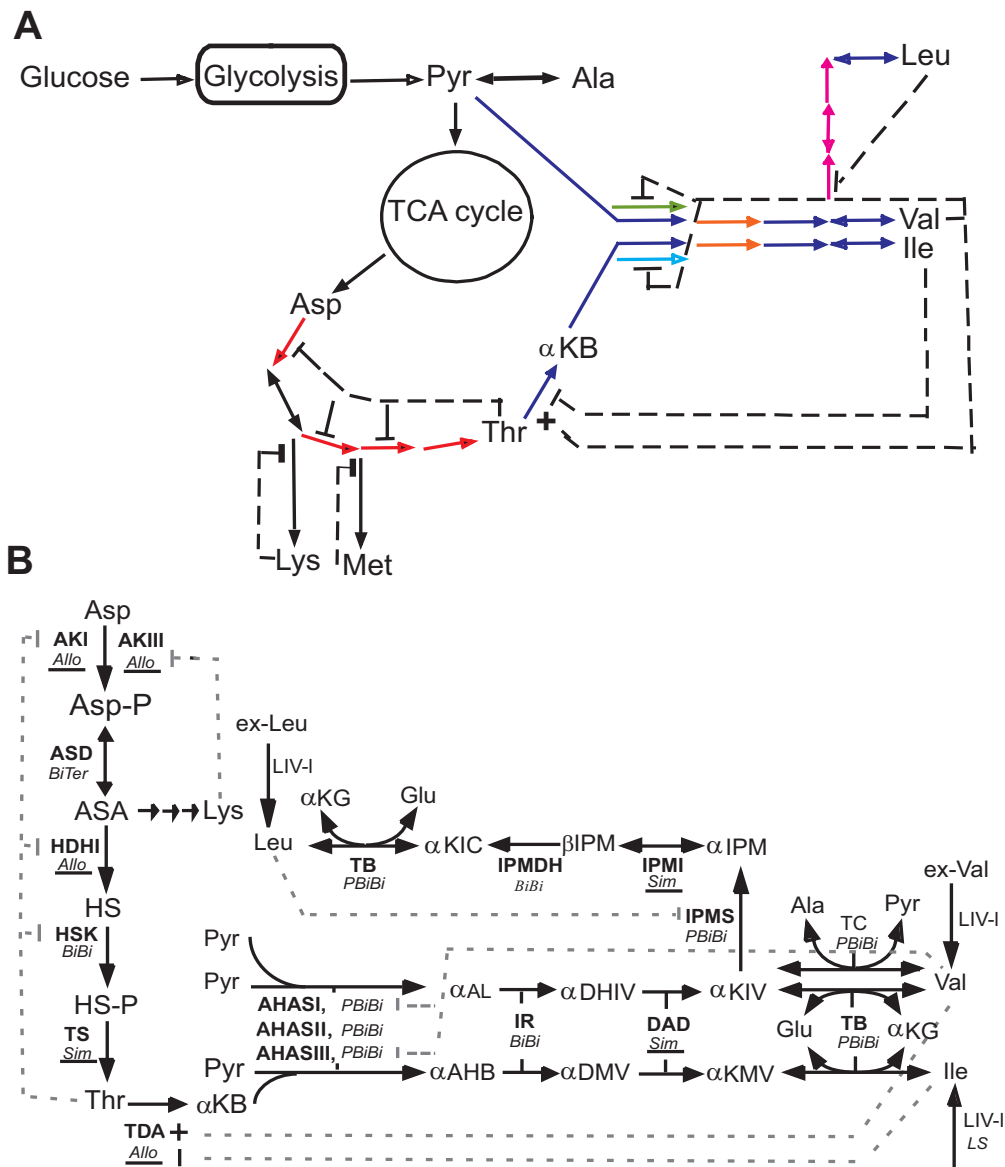 A
Glucose Glycolysis Pyr Ala Leu
TCA cycle
Val
Ile
Asp
αKB
Thr +
Lys Met
B
Asp
AKI AKIII
Allo Allo
Asp-P
ex-Leu
ASD
BiTer
LIV-I
αKG Glu
ASA Lys
Leu αKIC βIPM αIPM
TB IPMDH IPMI
PBiBi BiBi Sim
HDHI
Allo
ex-Val
HS
IPMS
PBiBi
Ala Pyr
LIV-I
TC
PBiBi
HSK
BiBi
Pyr
Pyr αAL αDHIV αKIV Val
HS-P
AHASI, PBiBi
AHASII, PBiBi
AHASIII, PBiBi
IR
BiBi
DAD
Sim
Glu TB αKG
PBiBi
TS
Sim
Pyr αAHB αDMV αKMV Ile
Thr αKB
TDA +
Allo I
LIV-I
LS